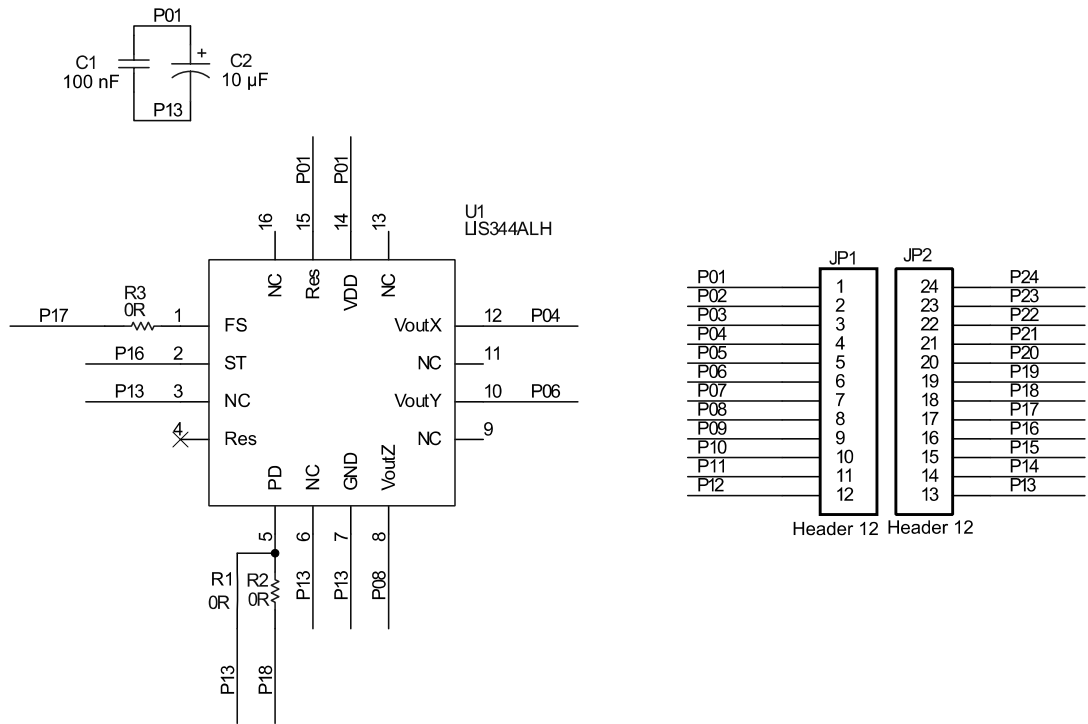 P01
C1
100 nF
+
C2
10 µF
P13
P01
P01
16
15
14
13
U1
LIS344ALH
NC
Res
VDD
NC
R3
0R
P17
1
FS
VoutX
12
P04
P16
2
ST
NC
11
P13
3
NC
VoutY
10
P06
4
Res
NC
9
PD
NC
GND
VoutZ
5
6
7
8
R1
0R
R2
0R
P13
P13
P08
P13
P18
JP1
JP2
P01 1
P02 2
P03 3
P04 4
P05 5
P06 6
P07 7
P08 8
P09 9
P10 10
P11 11
P12 12
Header 12
24 P24
23 P23
22 P22
21 P21
20 P20
19 P19
18 P18
17 P17
16 P16
15 P15
14 P14
13 P13
Header 12